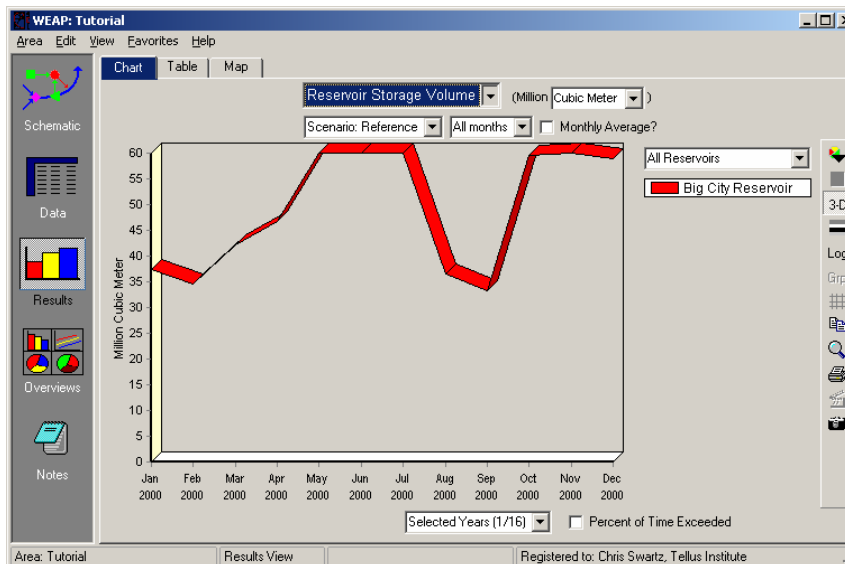 WEAP: Tutorial
Area Edit View Favorites Help
Chart Table Map
Reservoir Storage Volume (Million Cubic Meter )
Scenario: Reference All months Monthly Average?
Schematic
Data
Results
Overviews
Notes
All Reservoirs
Big City Reservoir
3-D
Log
Grp
Million Cubic Meter
60
55
50
45
40
35
30
25
20
15
10
5
0
Jan Feb Mar Apr May Jun Jul Aug Sep Oct Nov Dec
2000 2000 2000 2000 2000 2000 2000 2000 2000 2000 2000 2000
Selected Years (1/16) Percent of Time Exceeded
Area: Tutorial Results View Registered to: Chris Swartz, Tellus Institute